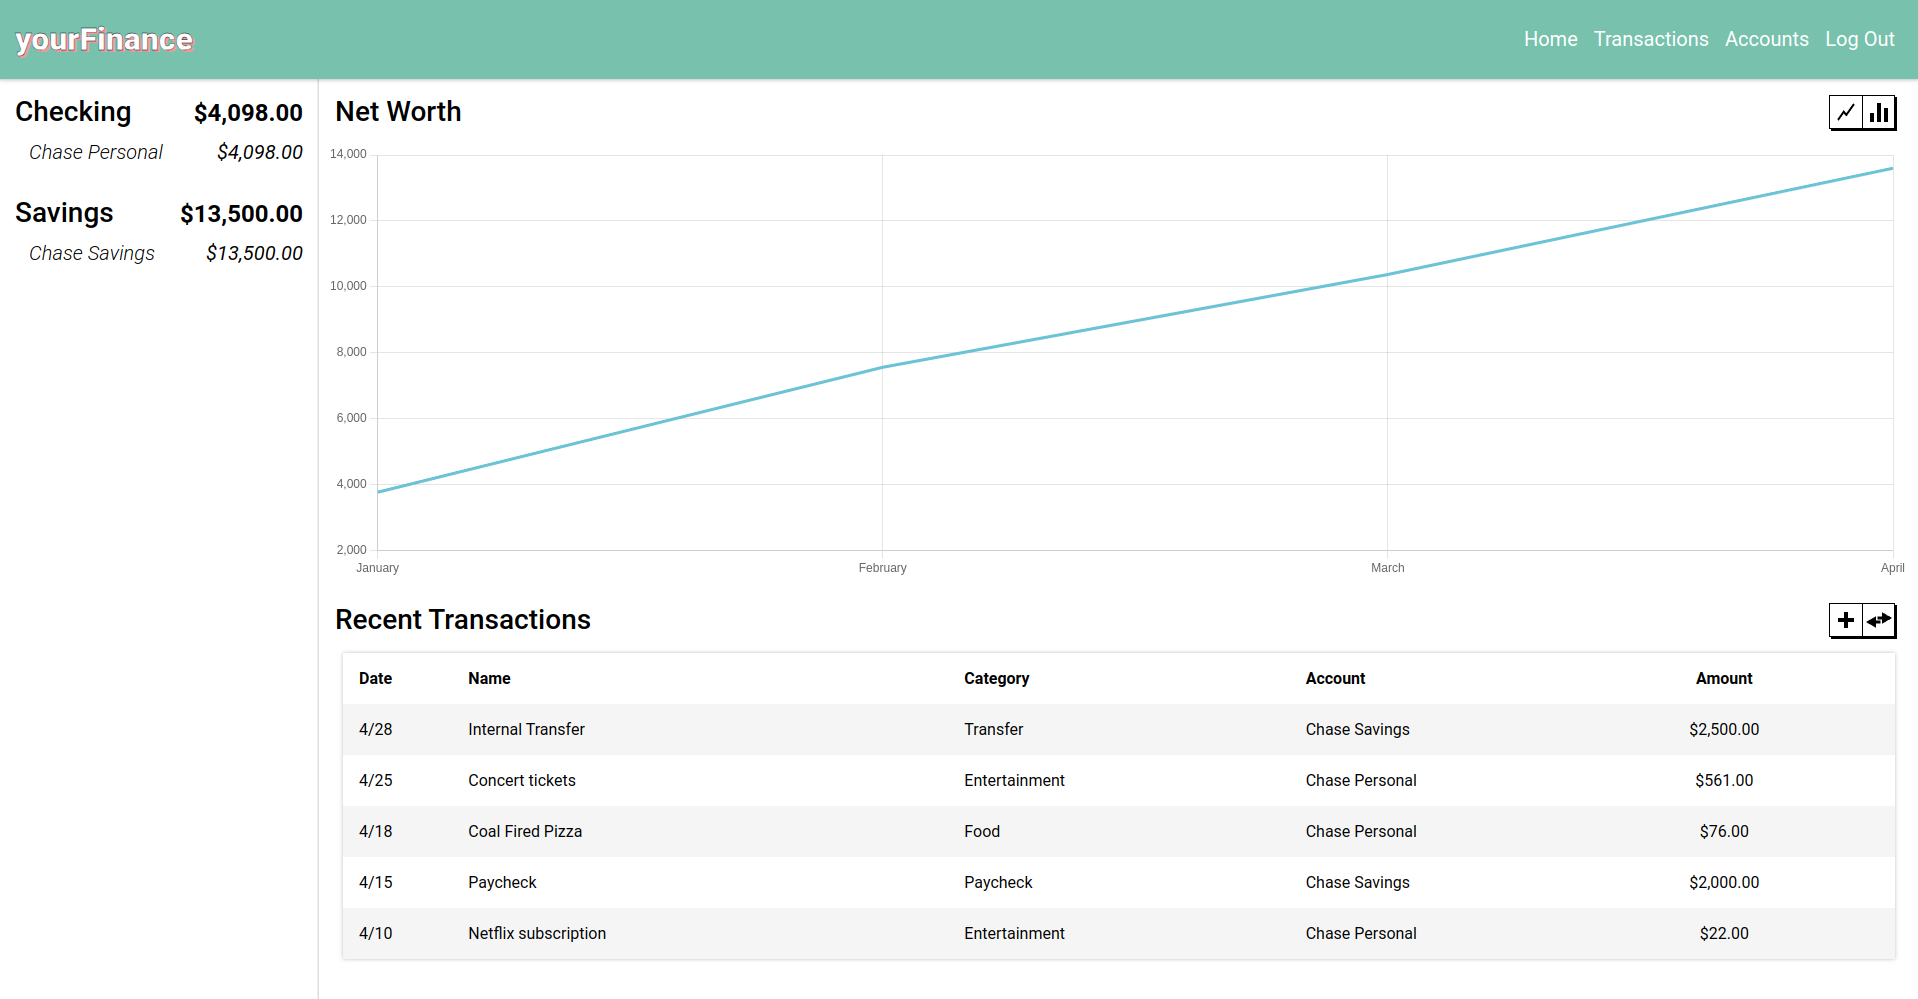 yourFinance
Home Transactions Accounts Log Out
Checking $4,098.00
Chase Personal $4,098.00
Savings $13,500.00
Chase Savings $13,500.00
Net Worth
14,000
12,000
10,000
8,000
6,000
4,000
2,000
January February March April
Recent Transactions
Date Name Category Account Amount
4/28 Internal Transfer Transfer Chase Savings $2,500.00
4/25 Concert tickets Entertainment Chase Personal $561.00
4/18 Coal Fired Pizza Food Chase Personal $76.00
4/15 Paycheck Paycheck Chase Savings $2,000.00
4/10 Netflix subscription Entertainment Chase Personal $22.00